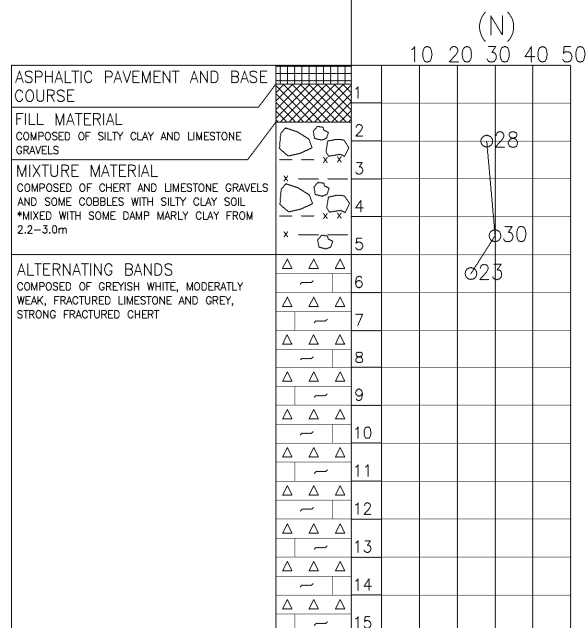 (N)
10 20 30 40 50
ASPHALTIC PAVEMENT AND BASE
COURSE
FILL MATERIAL
COMPOSED OF SILTY CLAY AND LIMESTONE
GRAVELS
MIXTURE MATERIAL
COMPOSED OF CHERT AND LIMESTONE GRAVELS
AND SOME COBBLES WITH SILTY CLAY SOIL
*MIXED WITH SOME DAMP MARLY CLAY FROM
2.2-3.0m
ALTERNATING BANDS
COMPOSED OF GREYISH WHITE, MODERATLY
WEAK, FRACTURED LIMESTONE AND GREY,
STRONG FRACTURED CHERT
1
2
3
4
5
6
7
8
9
10
11
12
13
14
15
28
30
23